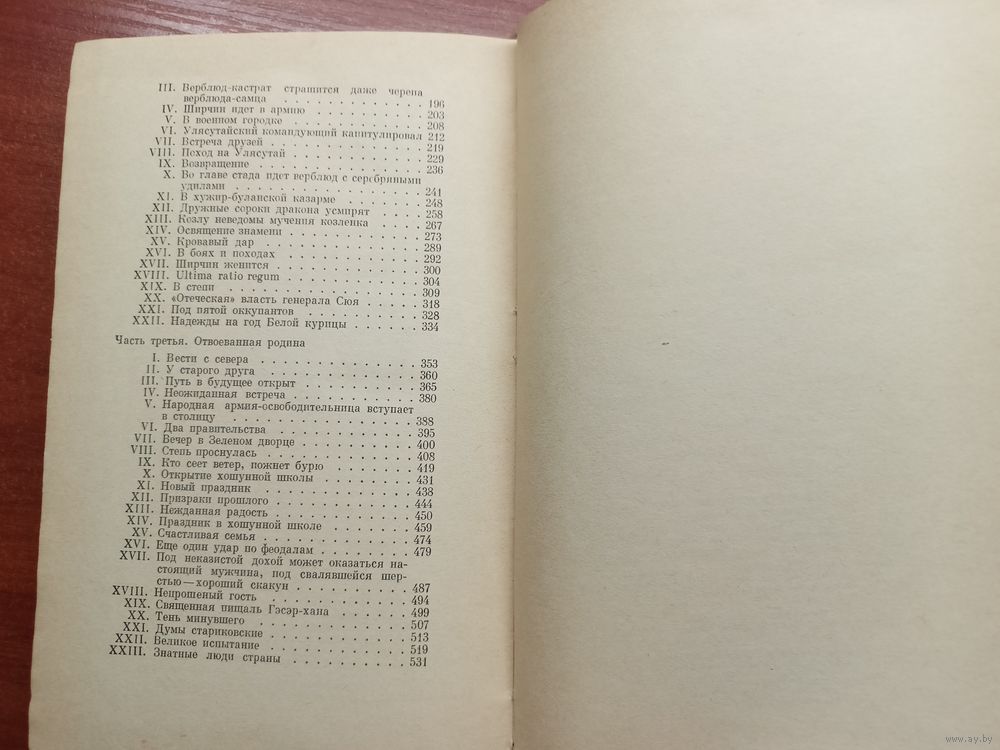 III. Верблюд-кастрат страшится даже черепа
верблюда-самца . . . . . . . . . . . . 196
IV. Ширчин идет в армию . . . . . . . . . . 203
V. В военном городке . . . . . . . . . . . . 208
VI. Улясутайский командующий капитулировал 212
VII. Встреча друзей . . . . . . . . . . . . 219
VIII. Поход на Улясутай . . . . . . . . . . . 229
IX. Возвращение . . . . . . . . . . . . . . 236
X. Во главе стада идет верблюд с серебряными
удилами . . . . . . . . . . . . . . . 241
XI. В хужир-буланской казарме . . . . . . . 248
XII. Дружные сороки дракона усмирят . . . . 258
XIII. Козлу неведомы мучения козленка . . . . 267
XIV. Освящение знамени . . . . . . . . . . . 273
XV. Кровавый дар . . . . . . . . . . . . . 289
XVI. В боях и походах . . . . . . . . . . . 292
XVII. Ширчин женится . . . . . . . . . . . . 300
XVIII. Ultima ratio regum . . . . . . . . . . . 304
XIX. В степи . . . . . . . . . . . . . . . . 309
XX. «Отеческая» власть генерала Сюя . . . . . 318
XXI. Под пятой оккупантов . . . . . . . . . 328
XXII. Надежды на год Белой курицы . . . . . . 334
Часть третья. Отвоеванная родина
I. Вести с севера . . . . . . . . . . . . . 353
II. У старого друга . . . . . . . . . . . . 360
III. Путь в будущее открыт . . . . . . . . . 365
IV. Неожиданная встреча . . . . . . . . . . 380
V. Народная армия-освободительница вступает
в столицу . . . . . . . . . . . . . . 388
VI. Два правительства . . . . . . . . . . . 395
VII. Вечер в Зеленом дворце . . . . . . . . . 400
VIII. Степь проснулась . . . . . . . . . . . . 408
IX. Кто сеет ветер, пожнет бурю . . . . . . . 419
X. Открытие хошунной школы . . . . . . . . 431
XI. Новый праздник . . . . . . . . . . . . 438
XII. Призраки прошлого . . . . . . . . . . . 444
XIII. Нежданная радость . . . . . . . . . . . 450
XIV. Праздник в хошунной школе . . . . . . . 459
XV. Счастливая семья . . . . . . . . . . . . 474
XVI. Еще один удар по феодалам . . . . . . . 479
XVII. Под неказистой дохой может оказаться нас-
тоящий мужчина, под свалявшейся шер-
стью — хороший скакун . . . . . . . . . 487
XVIII. Непрошеный гость . . . . . . . . . . . 494
XIX. Священная пищаль Гэсэр-хана . . . . . . 499
XX. Тень минувшего . . . . . . . . . . . . 507
XXI. Думы стариковские . . . . . . . . . . . 513
XXII. Великое испытание . . . . . . . . . . . 519
XXIII. Знатные люди страны . . . . . . . . . . 531
www.ay.by